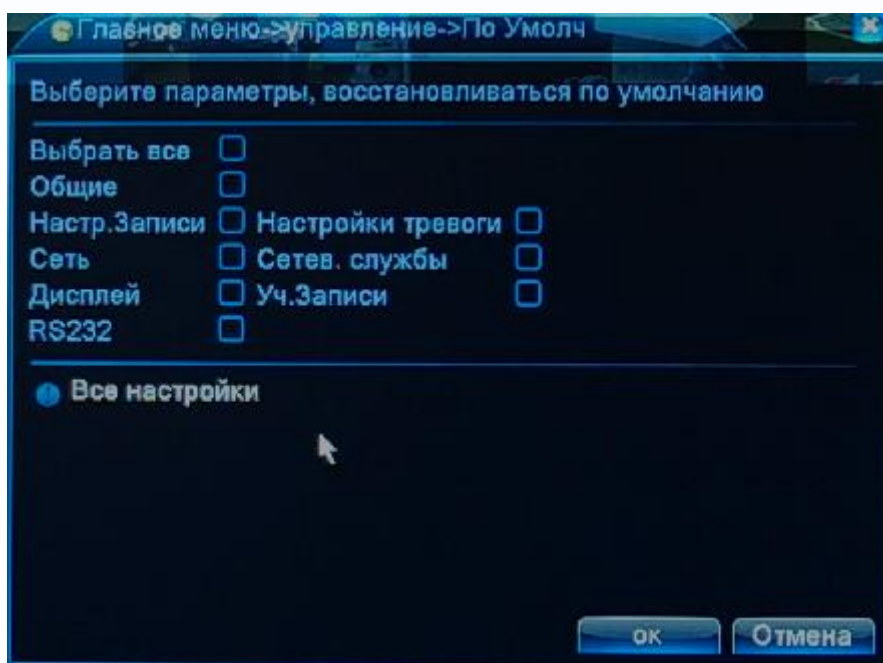 Главное меню->управление->По Умолч
Выберите параметры, восстановливаться по умолчанию
Выбрать все
Общие
Настр.Записи Настройки тревоги
Сеть Сетев. службы
Дисплей Уч.Записи
RS232
Все настройки
ок Отмена